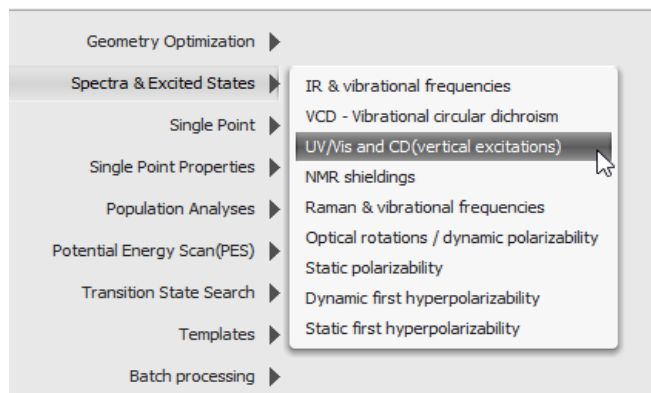 Geometry Optimization
Spectra & Excited States
Single Point
Single Point Properties
Population Analyses
Potential Energy Scan(PES)
Transition State Search
Templates
Batch processing
IR & vibrational frequencies
VCD - Vibrational circular dichroism
UV/Vis and CD(vertical excitations)
NMR shieldings
Raman & vibrational frequencies
Optical rotations / dynamic polarizability
Static polarizability
Dynamic first hyperpolarizability
Static first hyperpolarizability